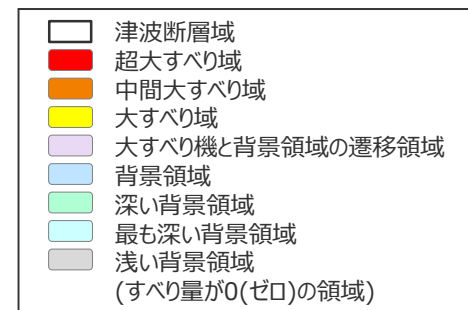 津波断層域
超大すべり域
中間大すべり域
大すべり域
大すべり機と背景領域の遷移領域
背景領域
深い背景領域
最も深い背景領域
浅い背景領域
(すべり量が0(ゼロ)の領域)